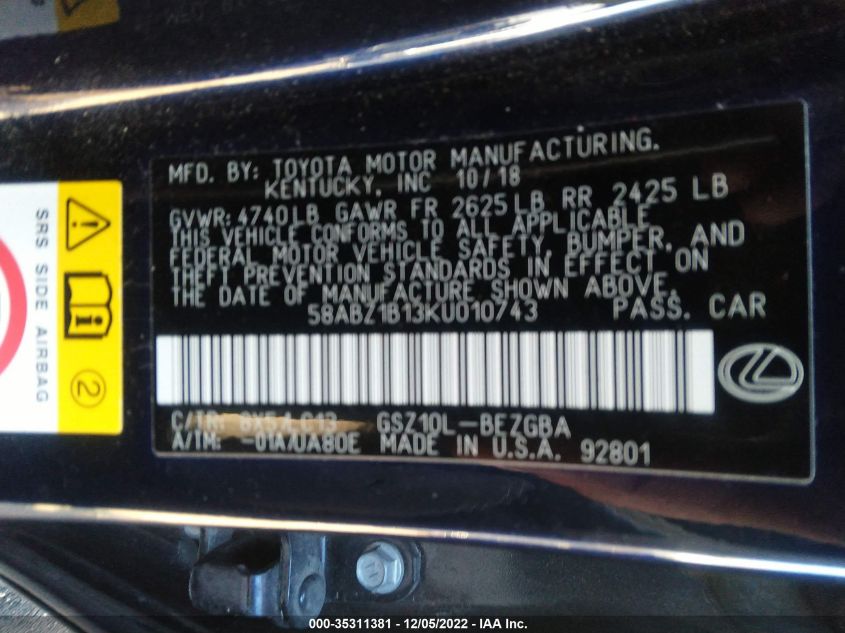 MFD. BY: TOYOTA MOTOR MANUFACTURING.
KENTUCKY, INC 10/18
GVWR: 4740LB GAWR FR 2625 LB RR 2425 LB
THIS VEHICLE CONFORMS TO ALL APPLICABLE
FEDERAL MOTOR VEHICLE SAFETY, BUMPER, AND
THEFT PREVENTION STANDARDS IN EFFECT ON
THE DATE OF MANUFACTURE SHOWN ABOVE.
58ABZ1B13KU010743 PASS. CAR
C/TR: 8X5/LC13 GSZ10L-BEZGBA
A/TM: -01A/UA80E MADE IN U.S.A. 92801
SRS SIDE AIRBAG
2
000-35311381 - 12/05/2022 - IAA Inc.